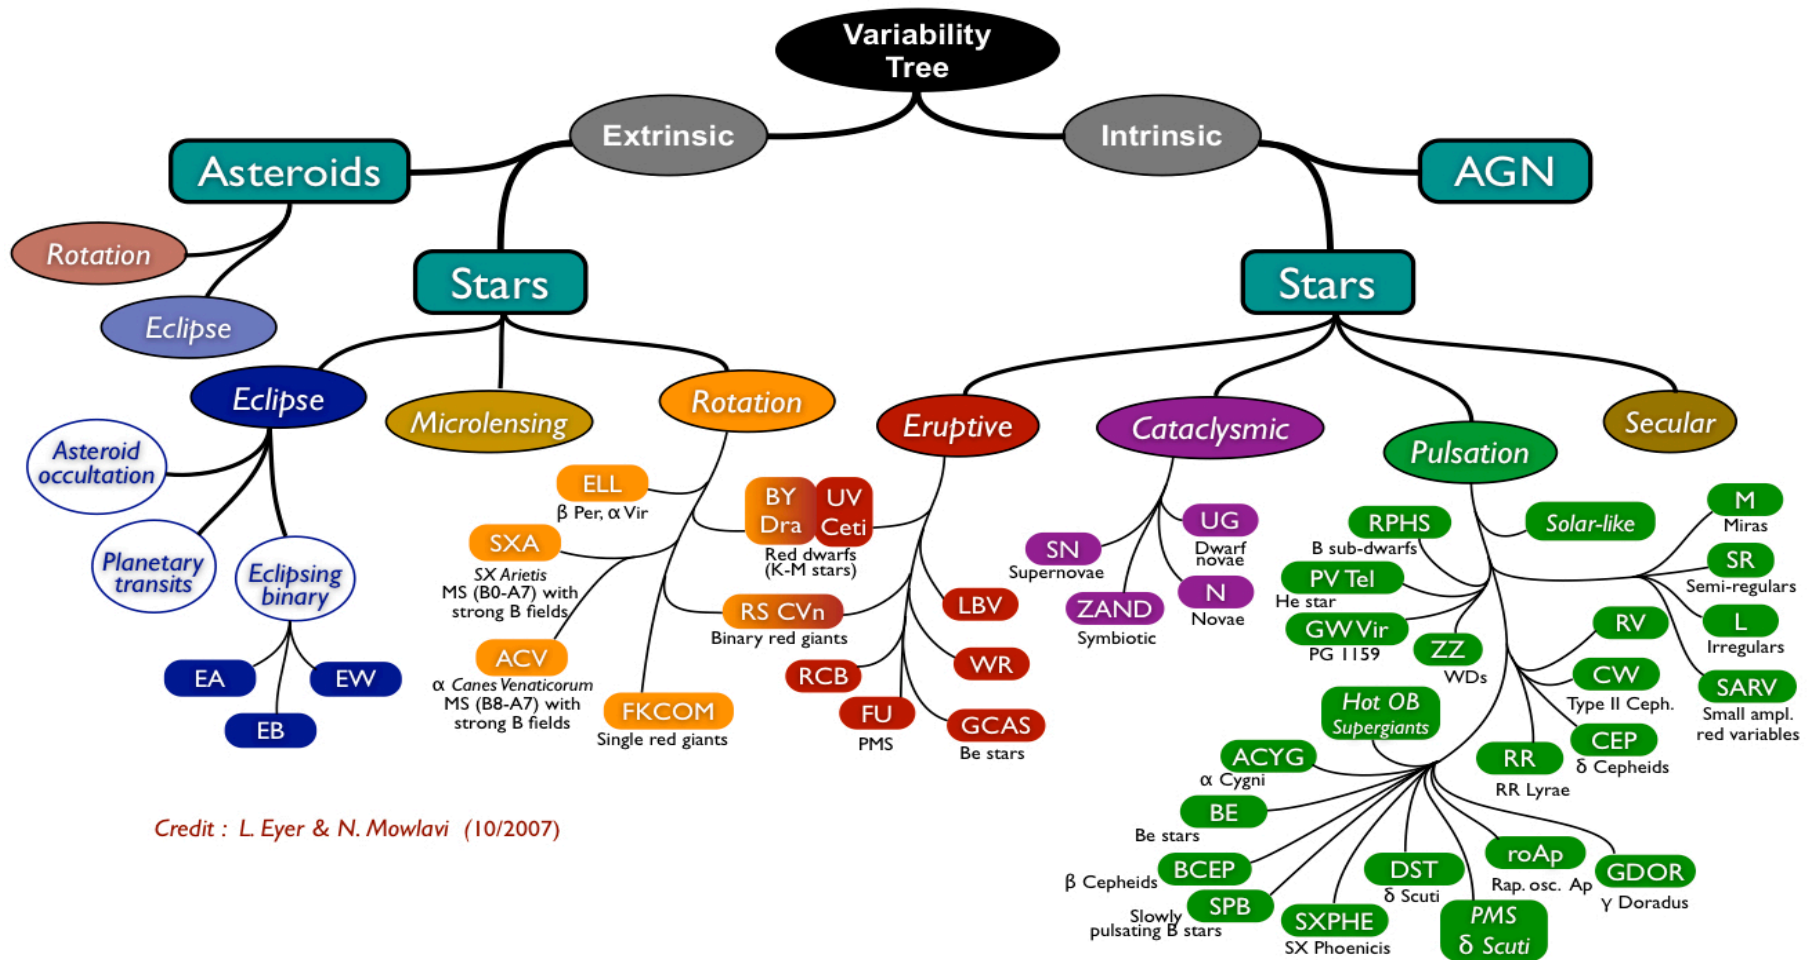 Variability
Tree
Extrinsic
Intrinsic
Asteroids
AGN
Rotation
Eclipse
Stars
Stars
Eclipse
Microlensing
Rotation
Eruptive
Cataclysmic
Pulsation
Secular
Asteroid
occultation
Planetary
transits
Eclipsing
binary
EA
EB
EW
ELL
β Per, α Vir
SXA
SX Arietis
MS (B0-A7) with
strong B fields
ACV
α Canes Venaticorum
MS (B8-A7) with
strong B fields
BY
Dra
UV
Ceti
Red dwarfs
(K-M stars)
RS CVn
Binary red giants
FKCOM
Single red giants
LBV
WR
RCB
FU
PMS
GCAS
Be stars
SN
Supernovae
UG
Dwarf
novae
ZAND
Symbiotic
N
Novae
RPHS
B sub-dwarfs
Solar-like
PV Tel
He star
GW Vir
PG 1159
ZZ
WDs
M
Miras
SR
Semi-regulars
L
Irregulars
SARV
Small ampl.
red variables
RV
CW
Type II Ceph.
CEP
δ Cepheids
RR
RR Lyrae
Hot OB
Supergiants
ACYG
α Cygni
BE
Be stars
BCEP
β Cepheids
SPB
Slowly
pulsating B stars
SXPHE
SX Phoenicis
DST
δ Scuti
PMS
δ Scuti
roAp
Rap. osc. Ap
GDOR
γ Doradus
Credit : L. Eyer & N. Mowlavi (10/2007)